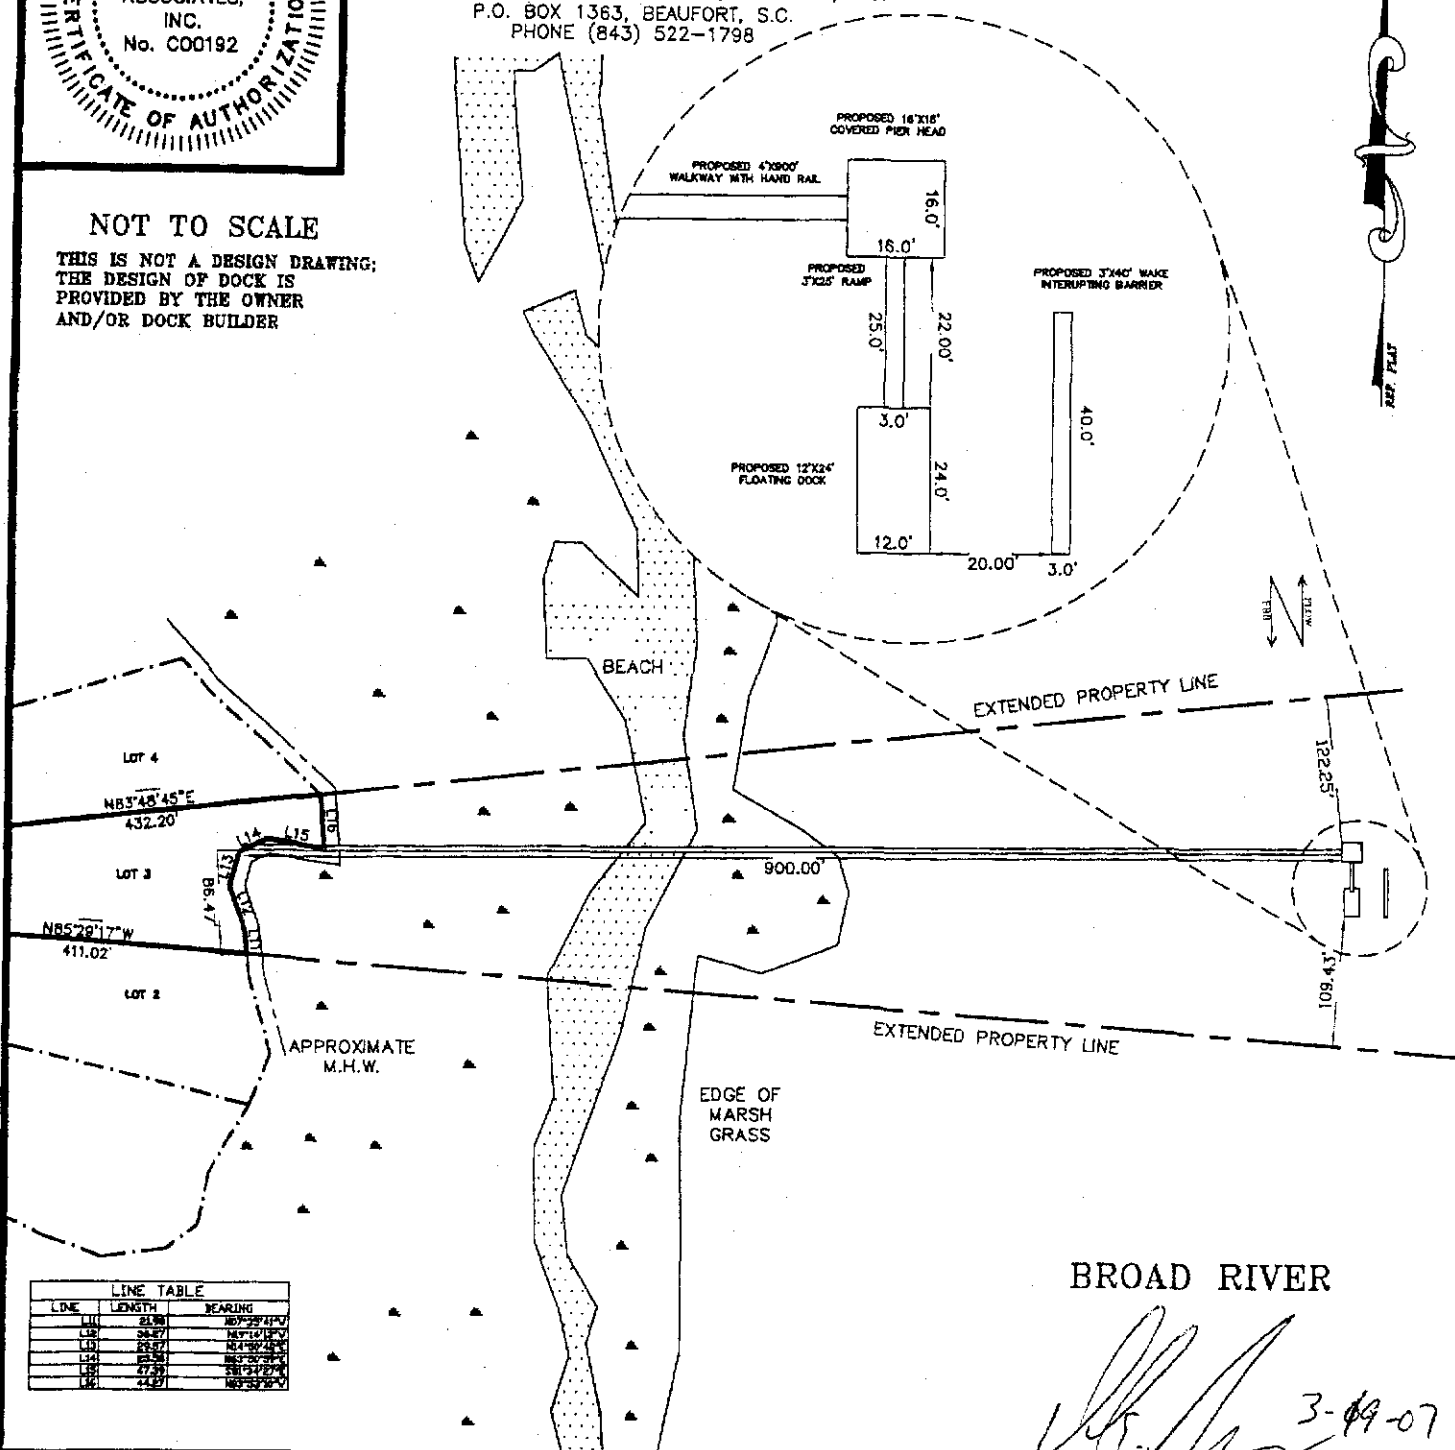 ASSOCIATES,
INC.
No. C00192
CERTIFICATE OF AUTHORIZATION
P.O. BOX 1363, BEAUFORT, S.C.
PHONE (843) 522-1798
NOT TO SCALE
THIS IS NOT A DESIGN DRAWING;
THE DESIGN OF DOCK IS
PROVIDED BY THE OWNER
AND/OR DOCK BUILDER
PROPOSED 16'X16'
COVERED PIER HEAD
PROPOSED 4'X900'
WALKWAY WITH HAND RAIL
16.0'
16.0'
PROPOSED
3'X25' RAMP
PROPOSED 3'X40' WAKE
INTERUPTING BARRIER
25.0'
22.00'
40.0'
3.0'
PROPOSED 12'X24'
FLOATING DOCK
24.0'
12.0'
20.00'
3.0'
REF. PLAT
EBB
FLOW
BEACH
EXTENDED PROPERTY LINE
122.25'
LOT 4
N83°48'45"E
432.20'
L16
L14
L15
L13
LOT 3
86.47'
L12
L11
900.00'
N85°29'17"W
411.02'
LOT 2
109.43'
EXTENDED PROPERTY LINE
APPROXIMATE
M.H.W.
EDGE OF
MARSH
GRASS
BROAD RIVER
LINE TABLE
LINE LENGTH BEARING
L11
L12
L13
L14
L15
L16
3-19-07